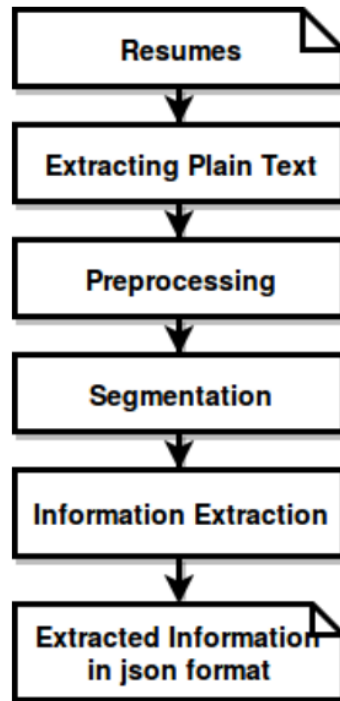 Resumes
Extracting Plain Text
Preprocessing
Segmentation
Information Extraction
Extracted Information
in json format